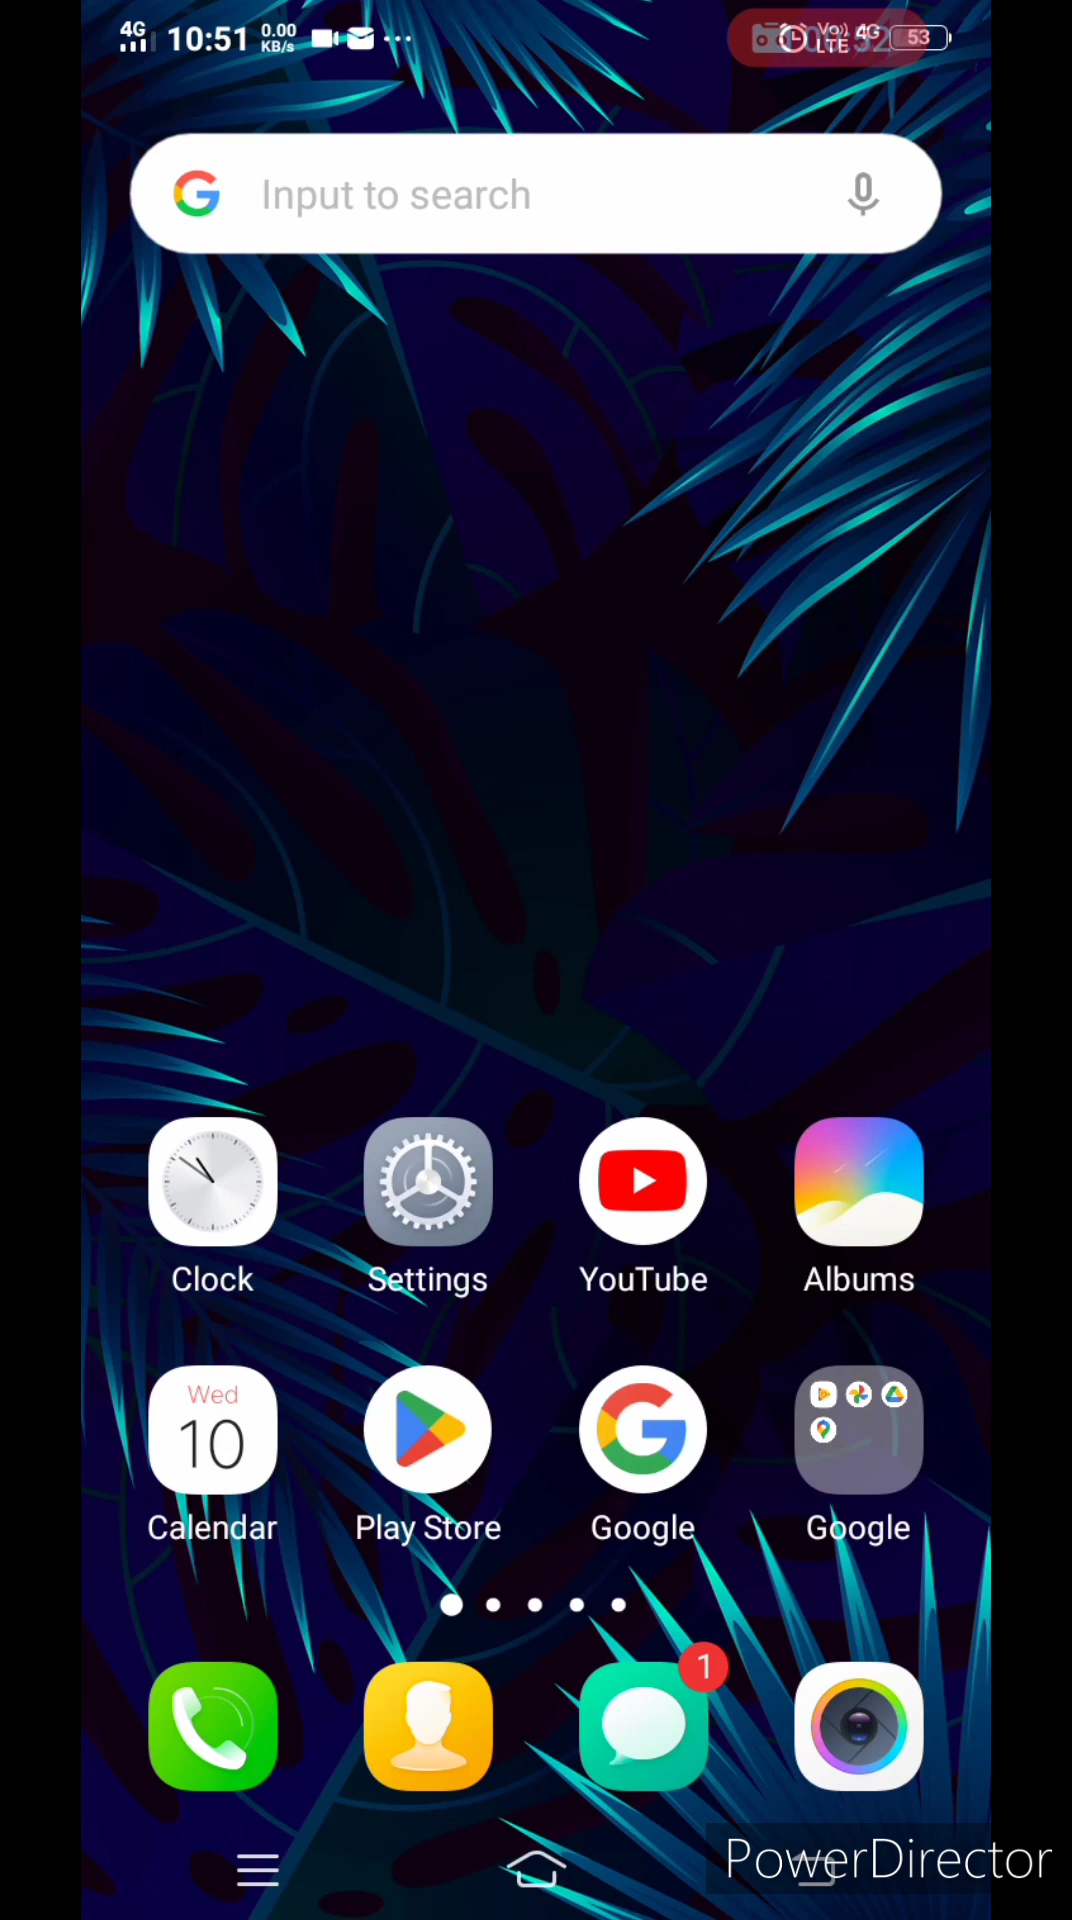 4G 10:51 0.00 KB/s ... Vo)) LTE 4G 53
Input to search
Clock Settings YouTube Albums
Wed
10
Calendar Play Store Google Google
1
PowerDirector